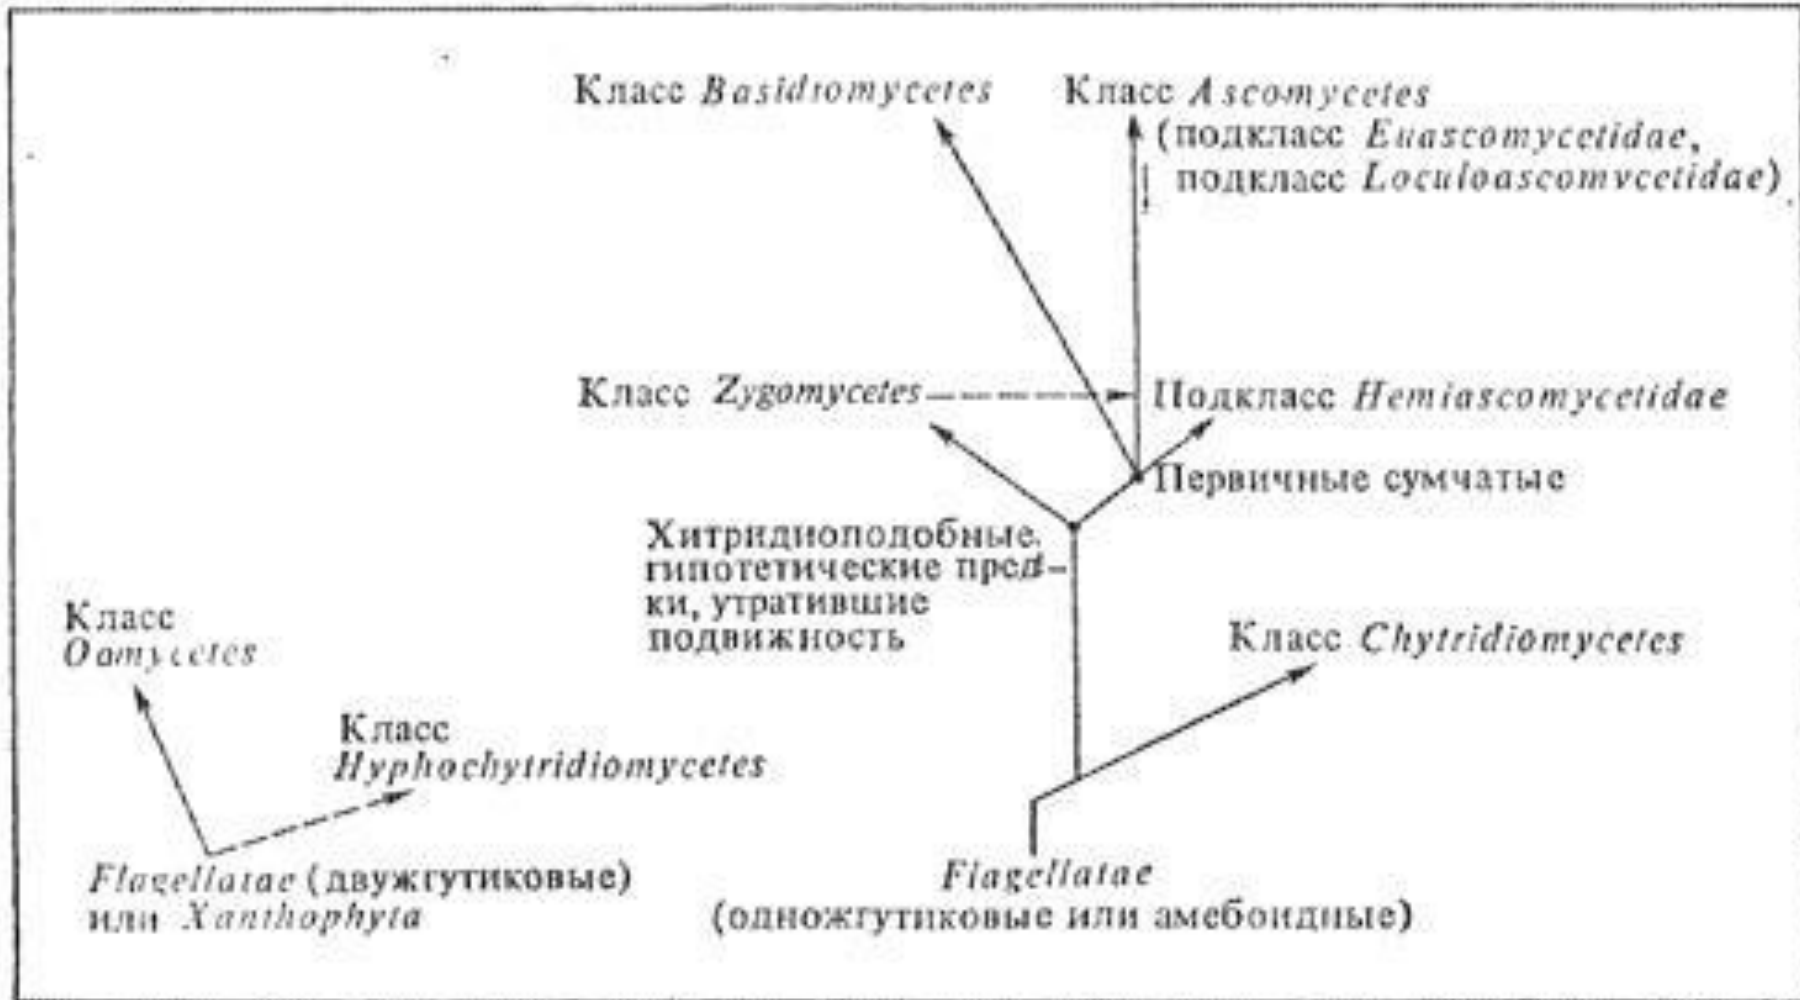 Класс Basidiomycetes
Класс Ascomycetes
(подкласс Euascomycetidae,
подкласс Loculoascomycetidae)
Класс Zygomycetes
Подкласс Hemiascomycetidae
Первичные сумчатые
Хитридиоподобные
гипотетические пред-
ки, утратившие
подвижность
Класс
Oomycetes
Класс Chytridiomycetes
Класс
Hyphochytridiomycetes
Flagellatae (двужгутиковые)
или Xanthophyta
Flagellatae
(одножгутиковые или амебоидные)